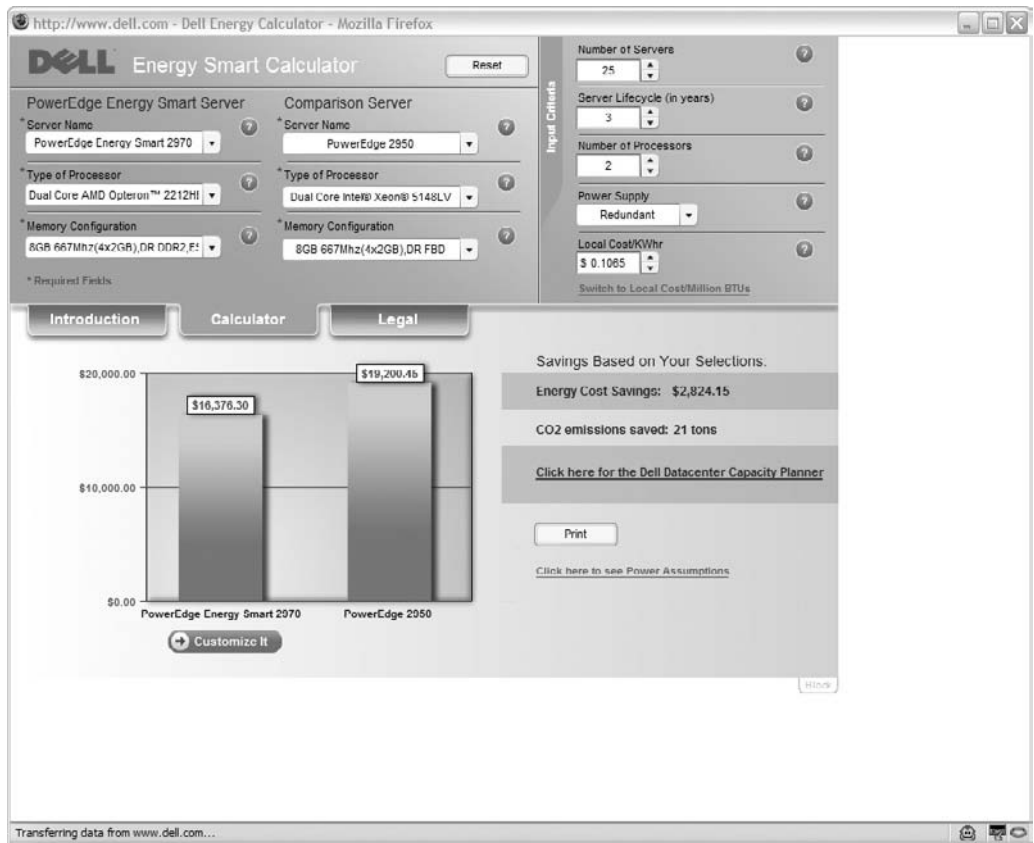 http://www.dell.com - Dell Energy Calculator - Mozilla Firefox
DELL Energy Smart Calculator
Reset
PowerEdge Energy Smart Server
*Server Name
PowerEdge Energy Smart 2970
*Type of Processor
Dual Core AMD Opteron™ 2212HE
*Memory Configuration
8GB 667Mhz(4x2GB),DR DDR2,
* Required Fields
Comparison Server
*Server Name
PowerEdge 2950
*Type of Processor
Dual Core Intel® Xeon® 5148LV
*Memory Configuration
8GB 667Mhz(4x2GB),DR FBD
Input Criteria
Number of Servers
25
Server Lifecycle (in years)
3
Number of Processors
2
Power Supply
Redundant
Local Cost/KWhr
$ 0.1065
Switch to Local Cost/Million BTUs
Introduction
Calculator
Legal
$20,000.00
$10,000.00
$0.00
$16,376.30
$19,200.45
PowerEdge Energy Smart 2970
PowerEdge 2950
Customize It
Savings Based on Your Selections.
Energy Cost Savings: $2,824.15
CO2 emissions saved: 21 tons
Click here for the Dell Datacenter Capacity Planner
Print
Click here to see Power Assumptions
Transferring data from www.dell.com...